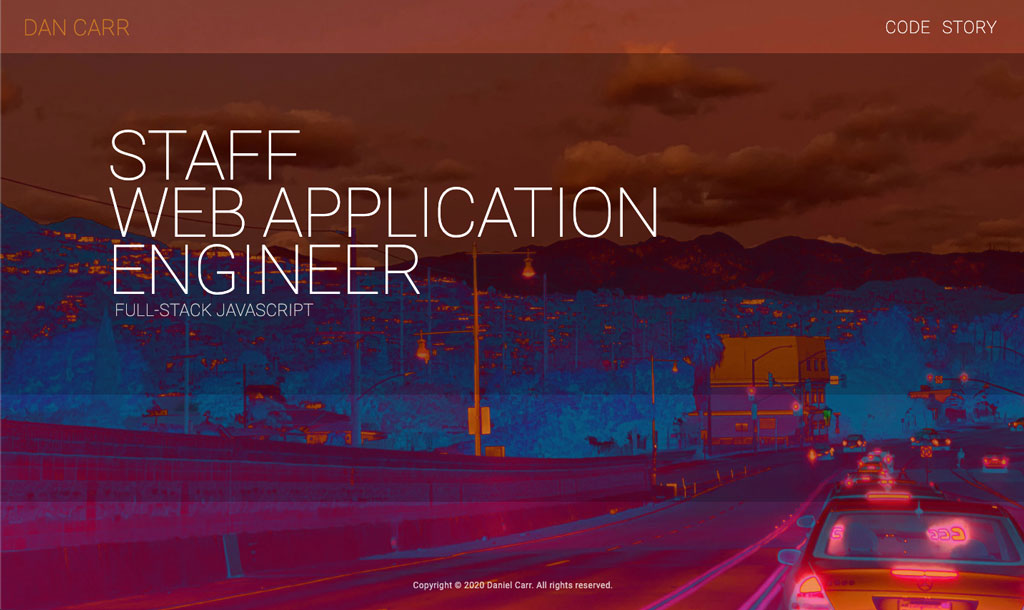 DAN CARR
CODE STORY
STAFF
WEB APPLICATION
ENGINEER
FULL-STACK JAVASCRIPT
Copyright © 2020 Daniel Carr. All rights reserved.